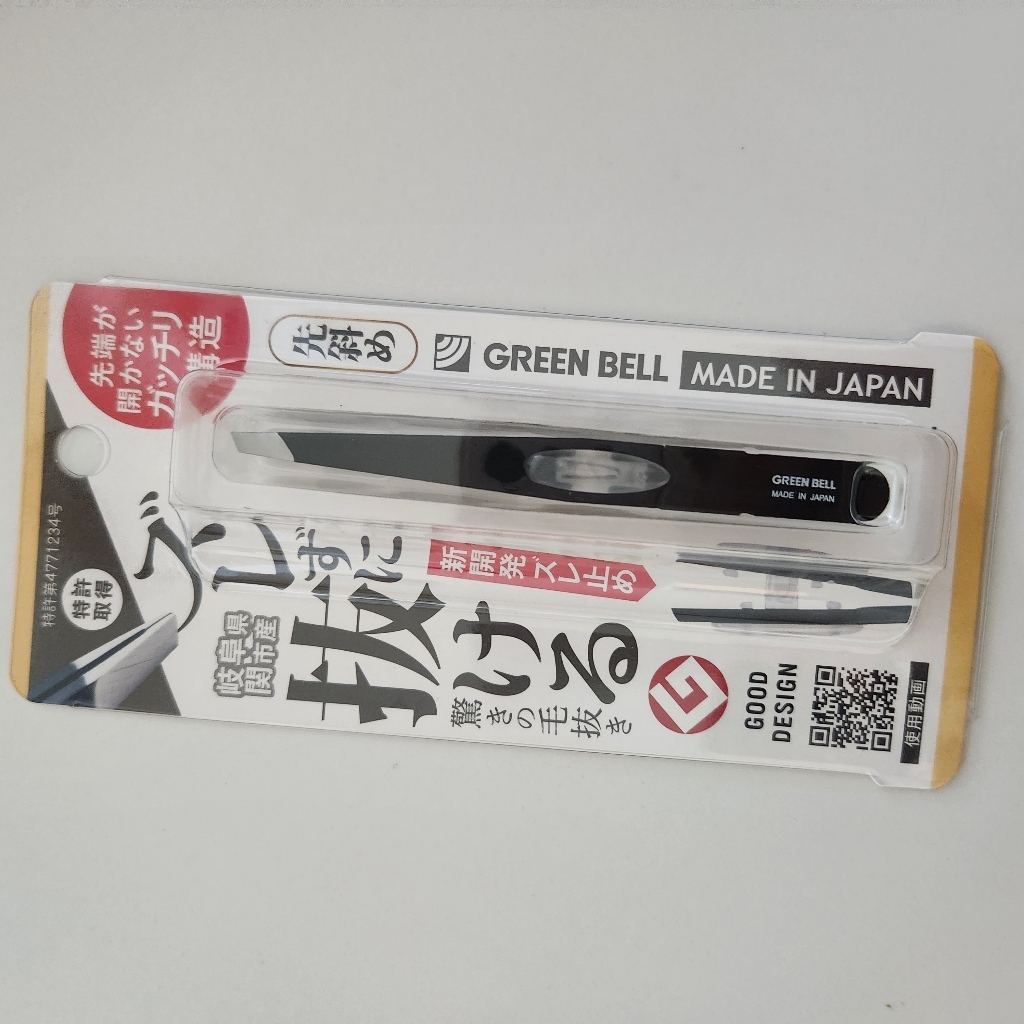 先端が
開かない
ガッチリ
構造
先斜め
GREEN BELL
MADE IN JAPAN
特許第4771234号
特許
取得
GREEN BELL
MADE IN JAPAN
岐阜県
関市産
ズレずに
抜ける
驚きの毛抜き
新開発ズレ止め
GOOD
DESIGN
使用動画